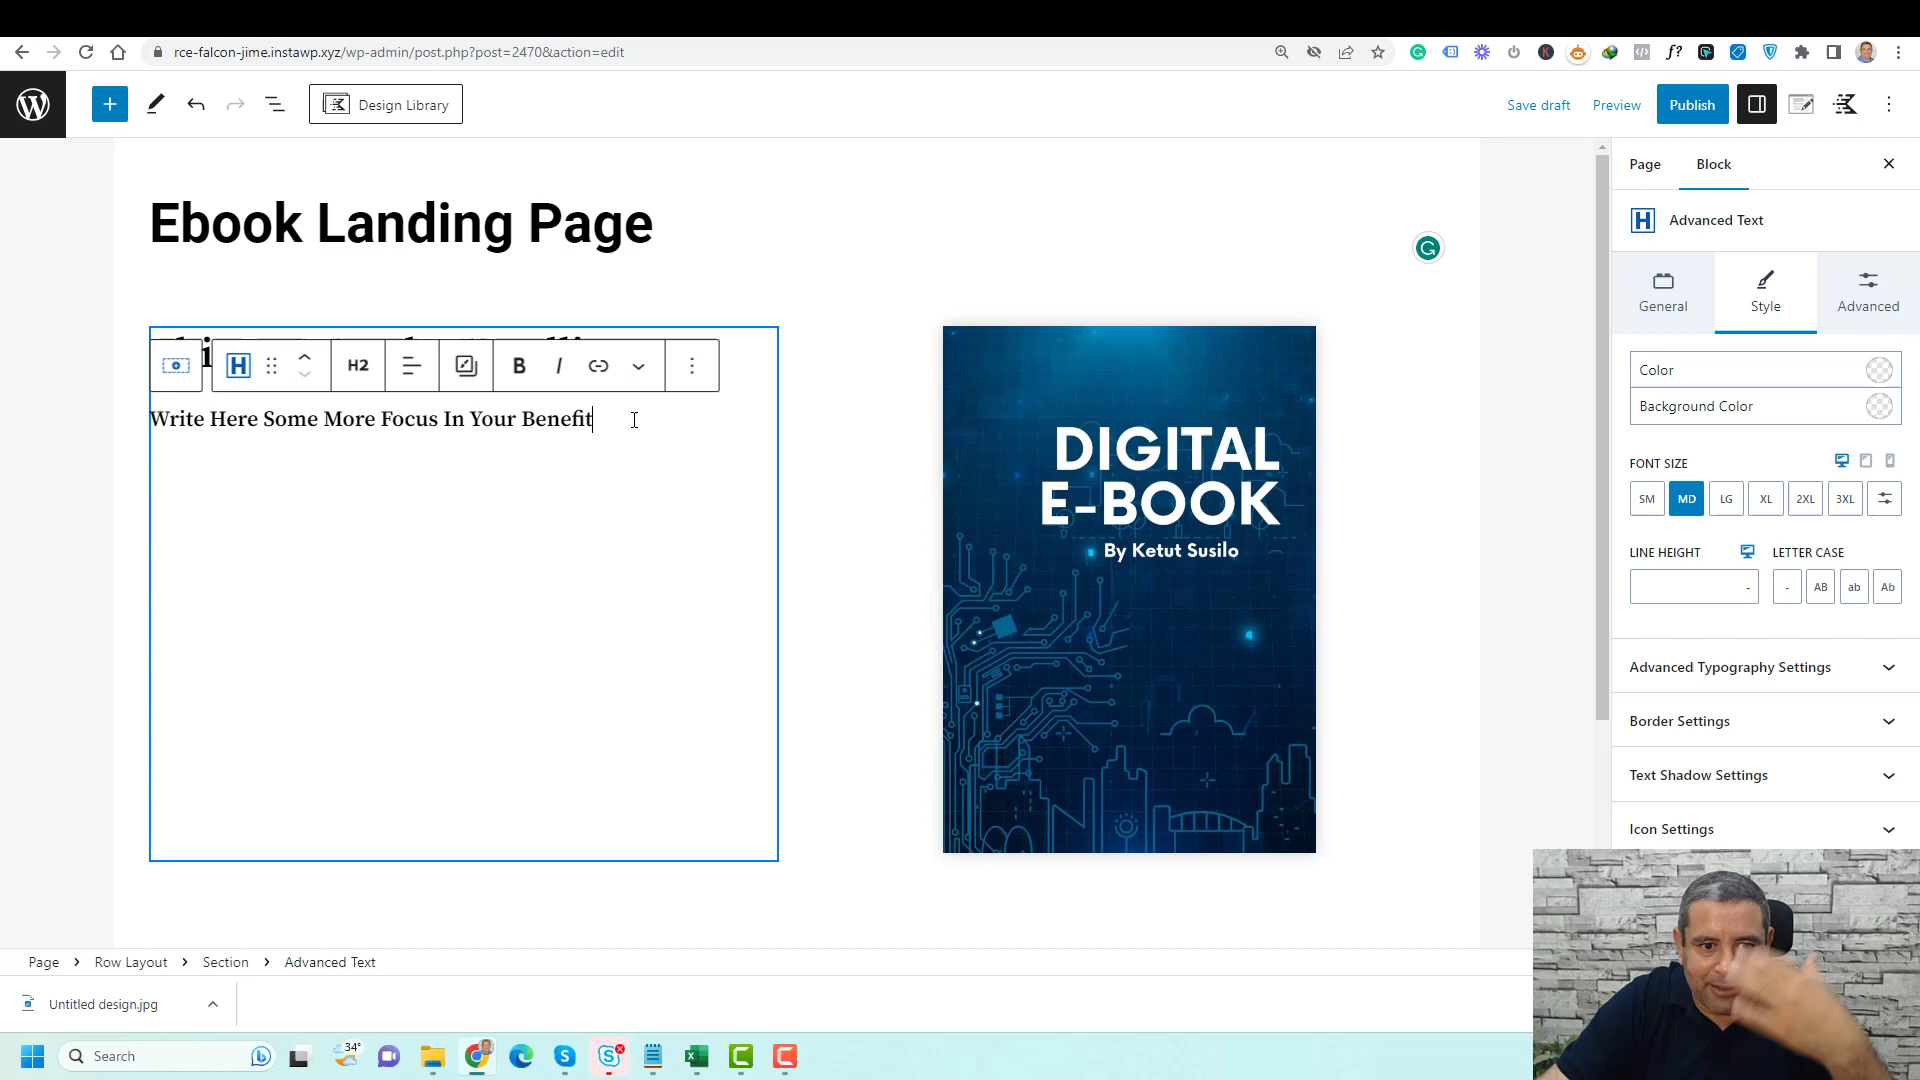 rce-falcon-jime.instawp.xyz/wp-admin/post.php?post=2470&action=edit
Design Library
Save draft
Preview
Publish
Page
Block
Advanced Text
General
Style
Advanced
Ebook Landing Page
H2
B
I
Write Here Some More Focus In Your Benefit
DIGITAL
E-BOOK
By Ketut Susilo
Color
Background Color
FONT SIZE
SM
MD
LG
XL
2XL
3XL
LINE HEIGHT
LETTER CASE
-
-
AB
ab
Ab
Advanced Typography Settings
Border Settings
Text Shadow Settings
Icon Settings
Page
Row Layout
Section
Advanced Text
Untitled design.jpg
Search
34°